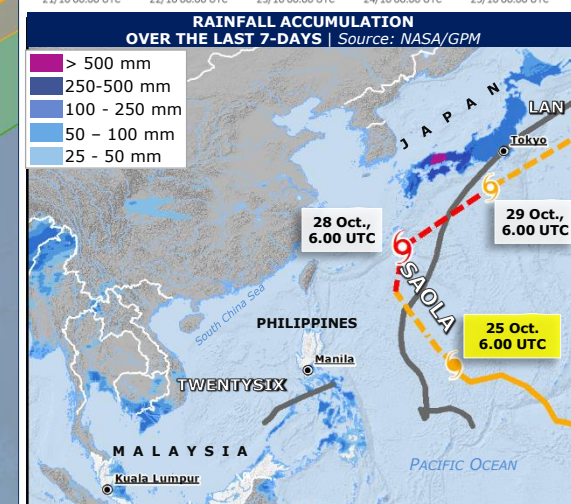 RAINFALL ACCUMULATION
OVER THE LAST 7-DAYS | Source: NASA/GPM
> 500 mm
250-500 mm
100 - 250 mm
50 – 100 mm
25 - 50 mm
JAPAN
LAN
Tokyo
28 Oct.,
6.00 UTC
29 Oct.,
6.00 UTC
SAOLA
South China Sea
PHILIPPINES
25 Oct.
6.00 UTC
Manila
TWENTYSIX
MALAYSIA
PACIFIC OCEAN
Kuala Lumpur